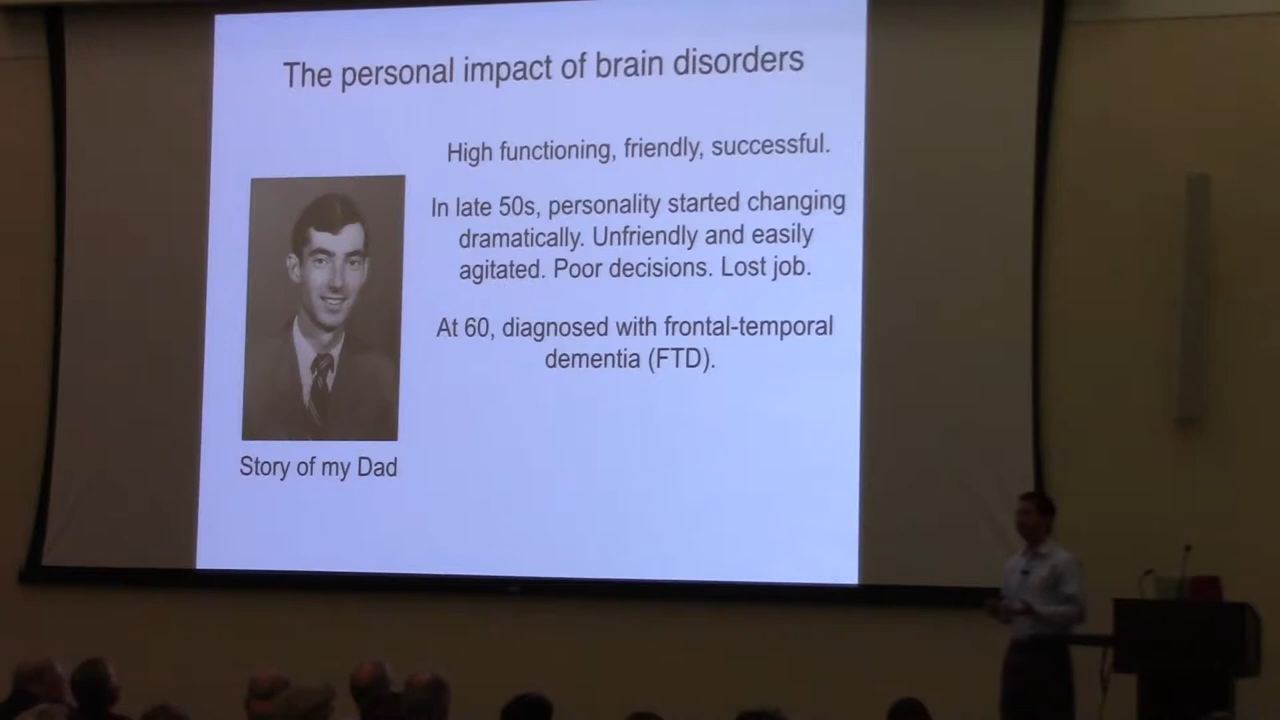 The personal impact of brain disorders
High functioning, friendly, successful.
In late 50s, personality started changing
dramatically. Unfriendly and easily
agitated. Poor decisions. Lost job.
At 60, diagnosed with frontal-temporal
dementia (FTD).
Story of my Dad